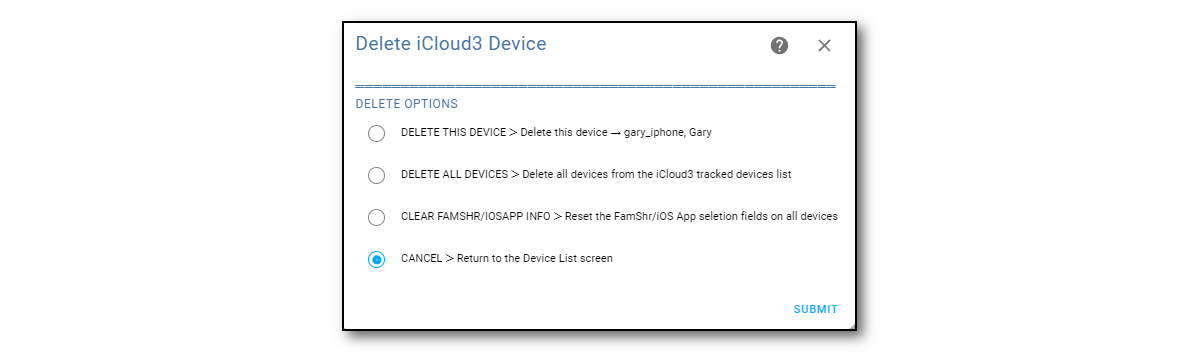 Delete iCloud3 Device
DELETE OPTIONS
DELETE THIS DEVICE > Delete this device → gary_iphone, Gary
DELETE ALL DEVICES > Delete all devices from the iCloud3 tracked devices list
CLEAR FAMSHR/IOSAPP INFO > Reset the FamShr/iOS App seletion fields on all devices
CANCEL > Return to the Device List screen
SUBMIT